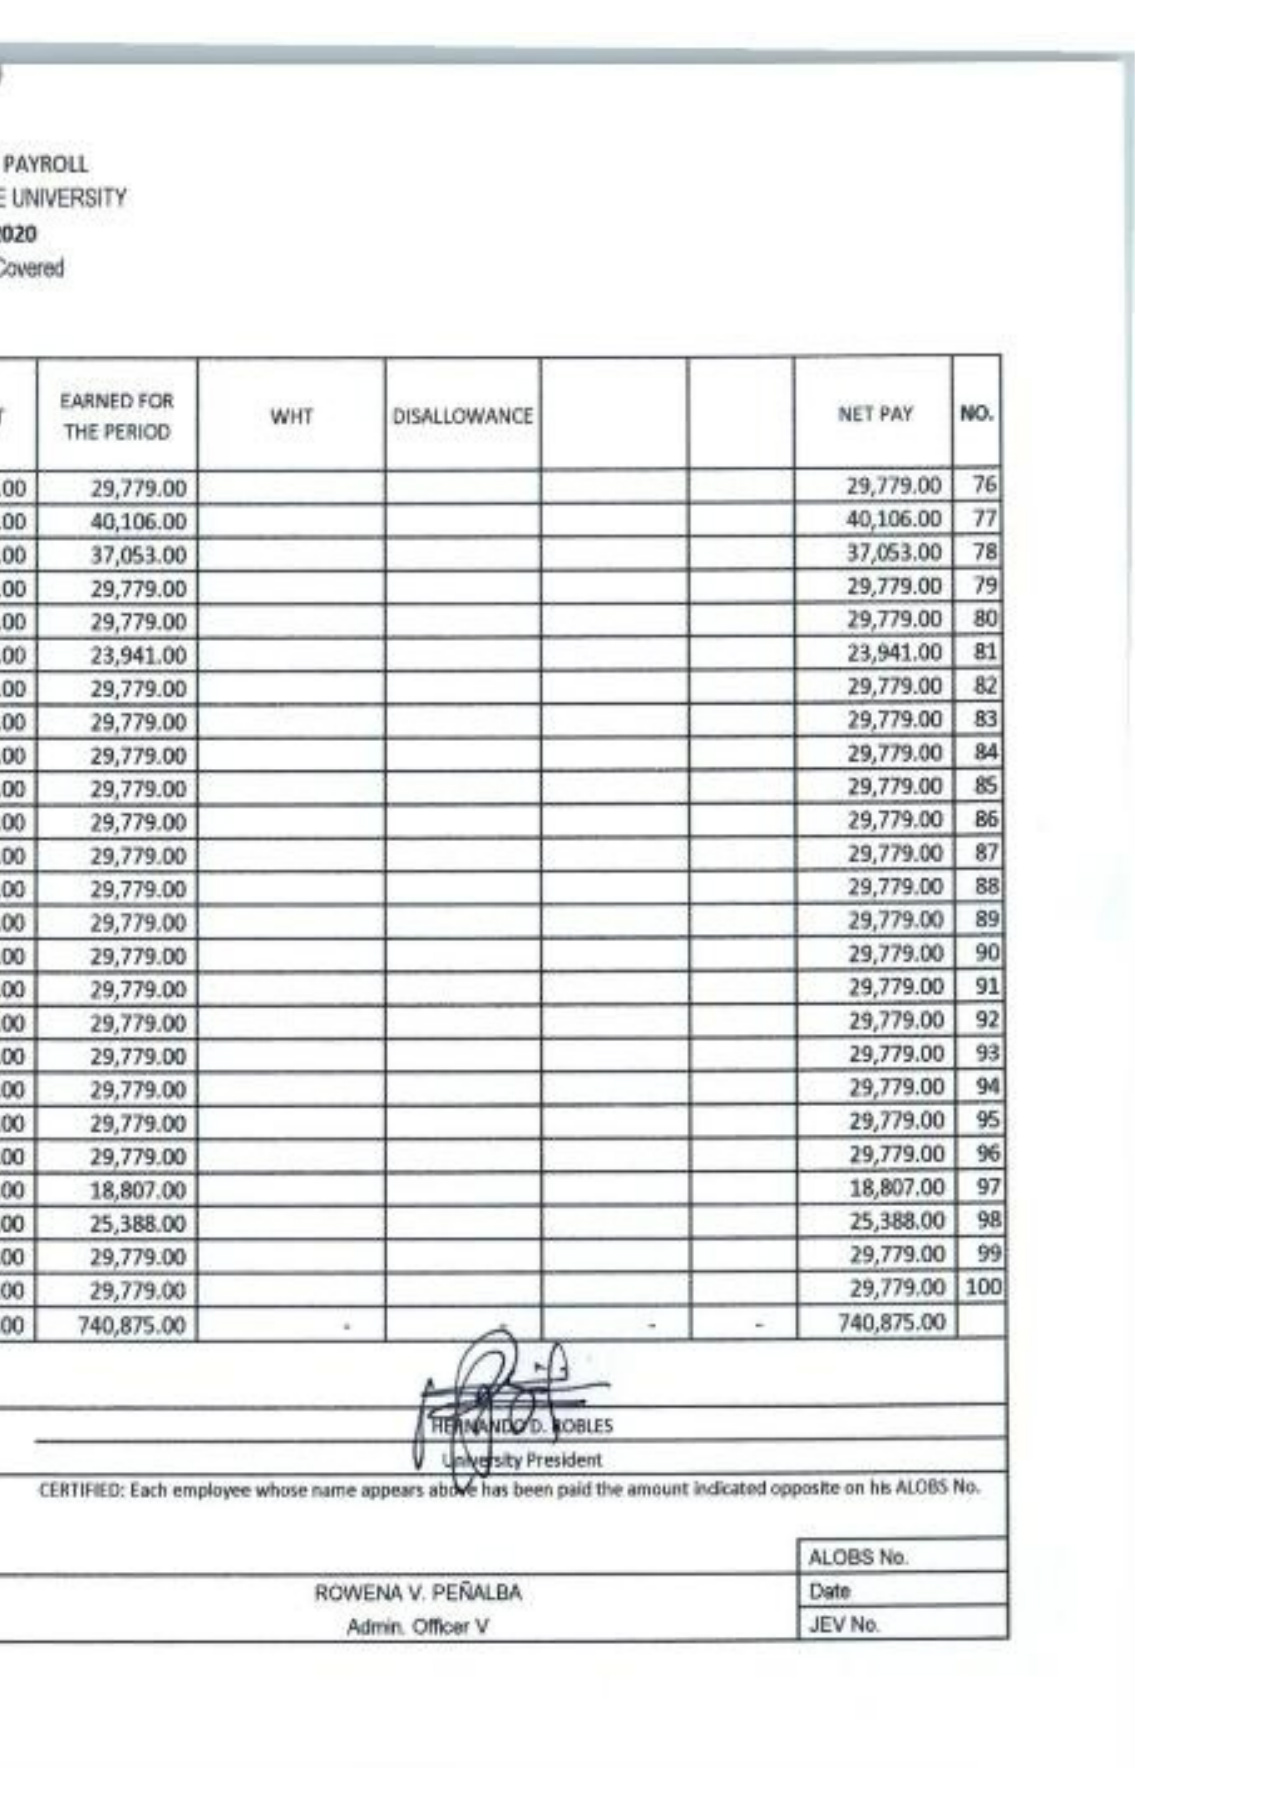 PAYROLL
E UNIVERSITY
2020
Covered
T EARNED FOR THE PERIOD WHT DISALLOWANCE NET PAY NO.
.00 29,779.00 29,779.00 76
.00 40,106.00 40,106.00 77
.00 37,053.00 37,053.00 78
.00 29,779.00 29,779.00 79
.00 29,779.00 29,779.00 80
.00 23,941.00 23,941.00 81
.00 29,779.00 29,779.00 82
.00 29,779.00 29,779.00 83
.00 29,779.00 29,779.00 84
.00 29,779.00 29,779.00 85
.00 29,779.00 29,779.00 86
.00 29,779.00 29,779.00 87
.00 29,779.00 29,779.00 88
.00 29,779.00 29,779.00 89
.00 29,779.00 29,779.00 90
.00 29,779.00 29,779.00 91
.00 29,779.00 29,779.00 92
.00 29,779.00 29,779.00 93
.00 29,779.00 29,779.00 94
.00 29,779.00 29,779.00 95
.00 29,779.00 29,779.00 96
.00 18,807.00 18,807.00 97
.00 25,388.00 25,388.00 98
.00 29,779.00 29,779.00 99
.00 29,779.00 29,779.00 100
00 740,875.00 - - - - 740,875.00
HERNANDO D. ROBLES
University President
CERTIFIED: Each employee whose name appears above has been paid the amount indicated opposite on his ALOBS No.
ALOBS No.
ROWENA V. PEÑALBA Date
Admin. Officer V JEV No.